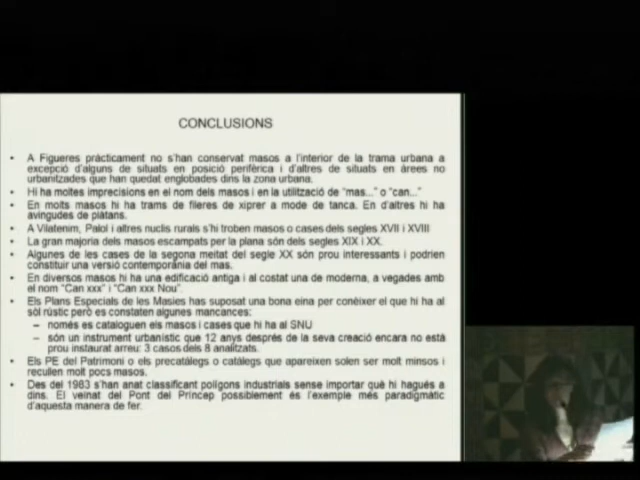 CONCLUSIONS
• A Figueres pràcticament no s'han conservat masos a l'interior de la trama urbana a
excepció d'alguns de situats en posició perifèrica i d'altres de situats en àrees no
urbanitzades que han quedat englobades dins la zona urbana.
• Hi ha moltes imprecisions en el nom dels masos i en la utilització de "mas..." o "can..."
• En molts masos hi ha trams de fileres de xiprer a mode de tanca. En d'altres hi ha
avingudes de plàtans.
• A Vilatenim, Palol i altres nuclis rurals s'hi troben masos o cases dels segles XVII i XVIII
• La gran majoria dels masos escampats per la plana són dels segles XIX i XX.
• Algunes de les cases de la segona meitat del segle XX són prou interessants i podrien
constituir una versió contemporània del mas.
• En diversos masos hi ha una edificació antiga i al costat una de moderna, a vegades amb
el nom "Can xxx" i "Can xxx Nou".
• Els Plans Especials de les Masies has suposat una bona eina per conèixer el que hi ha al
sòl rústic però es constaten algunes mancances:
– només es cataloguen els masos i cases que hi ha al SNU
– són un instrument urbanístic que 12 anys després de la seva creació encara no està
prou instaurat arreu: 3 casos dels 8 analitzats.
• Els PE del Patrimoni o els precatàlegs o catàlegs que apareixen solen ser molt minsos i
recullen molt pocs masos.
• Des del 1983 s'han anat classificant polígons industrials sense importar què hi hagués a
dins. El veïnat del Pont del Príncep possiblement és l'exemple més paradigmàtic
d'aquesta manera de fer.